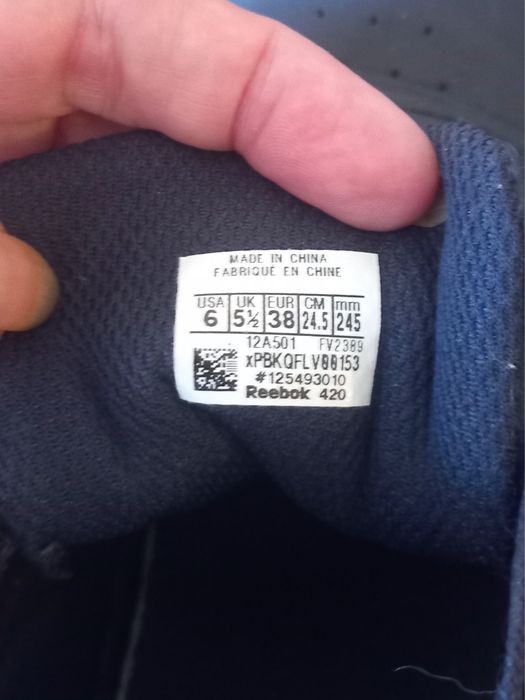 MADE IN CHINA
FABRIQUÉ EN CHINE
USA UK EUR CM mm
6 5½ 38 24.5 245
12A501 FV2389
xPBKQFLV00153
#125493010
Reebok 420